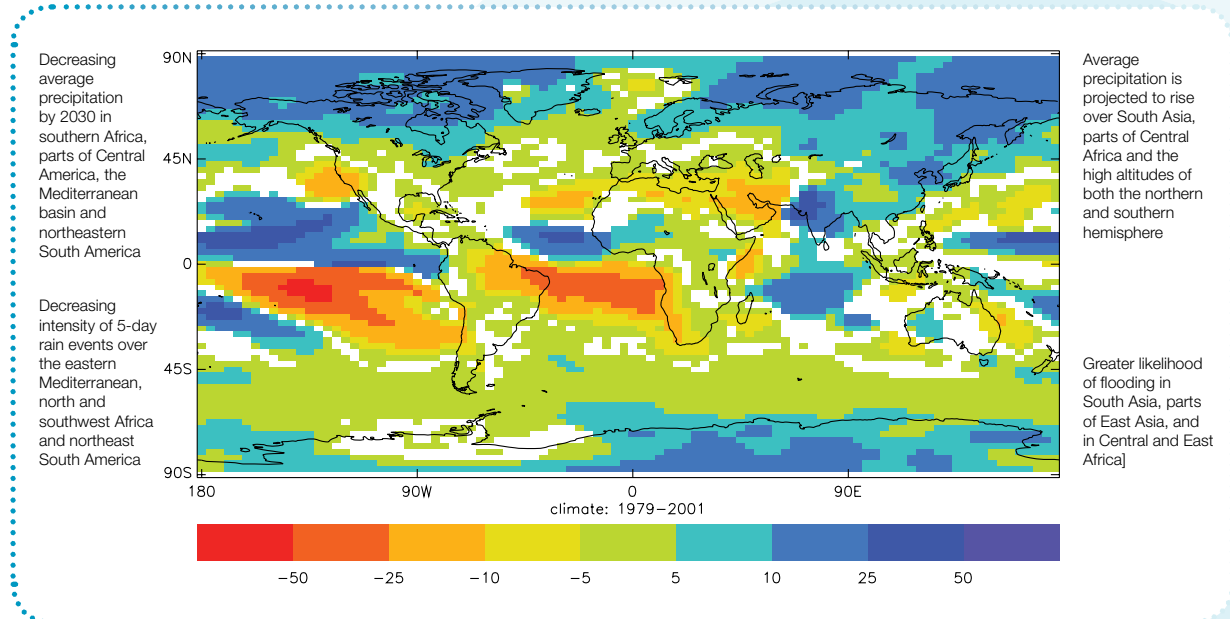 Decreasing
average
precipitation
by 2030 in
southern Africa,
parts of Central
America, the
Mediterranean
basin and
northeastern
South America
Decreasing
intensity of 5-day
rain events over
the eastern
Mediterranean,
north and
southwest Africa
and northeast
South America
90N
45N
0
45S
90S
180 90W 0 90E
climate: 1979–2001
−50 −25 −10 −5 5 10 25 50
Average
precipitation is
projected to rise
over South Asia,
parts of Central
Africa and the
high altitudes of
both the northern
and southern
hemisphere
Greater likelihood
of flooding in
South Asia, parts
of East Asia, and
in Central and East
Africa]